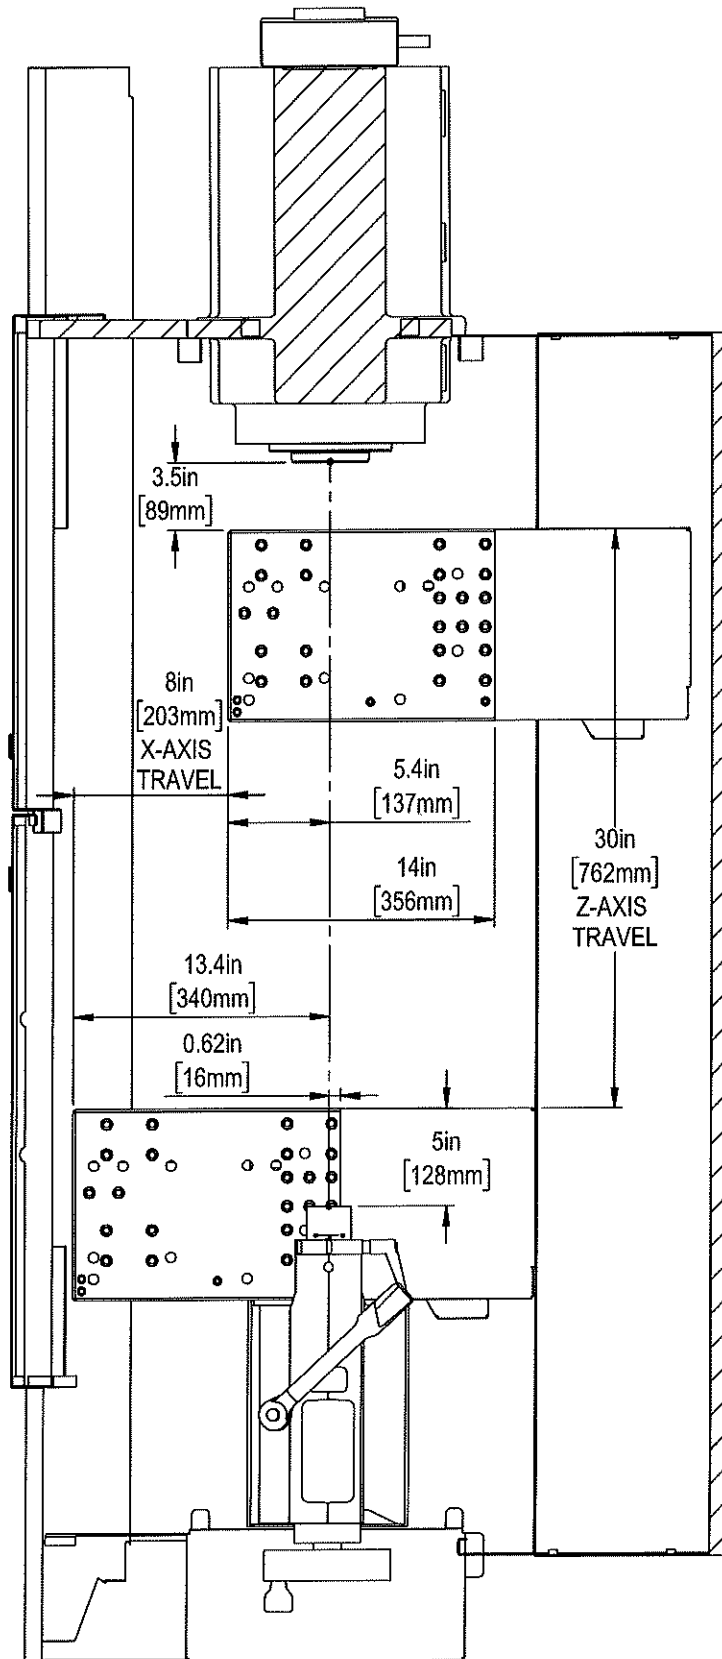 3.5in
[89mm]
8in
[203mm]
X-AXIS
TRAVEL
5.4in
[137mm]
14in
[356mm]
30in
[762mm]
Z-AXIS
TRAVEL
13.4in
[340mm]
0.62in
[16mm]
5in
[128mm]